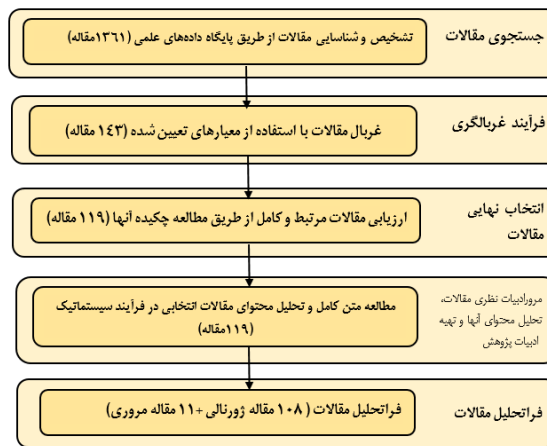 جستجوی مقالات
تشخیص و شناسایی مقالات از طریق پایگاه داده‌های علمی (۱۳۶۱مقاله)
فرآیند غربالگری
غربال مقالات با استفاده از معیارهای تعیین شده (۱۴۳ مقاله)
انتخاب نهایی
مقالات
ارزیابی مقالات مرتبط و کامل از طریق مطالعه چکیده آنها (۱۱۹ مقاله)
مرورادبیات نظری مقالات،
تحلیل محتوای آنها و تهیه
ادبیات پژوهش
مطالعه متن کامل و تحلیل محتوای مقالات انتخابی در فرآیند سیستماتیک
(۱۱۹مقاله)
فراتحلیل مقالات
فراتحلیل مقالات ( ۱۰۸ مقاله ژورنالی +۱۱ مقاله مروری)